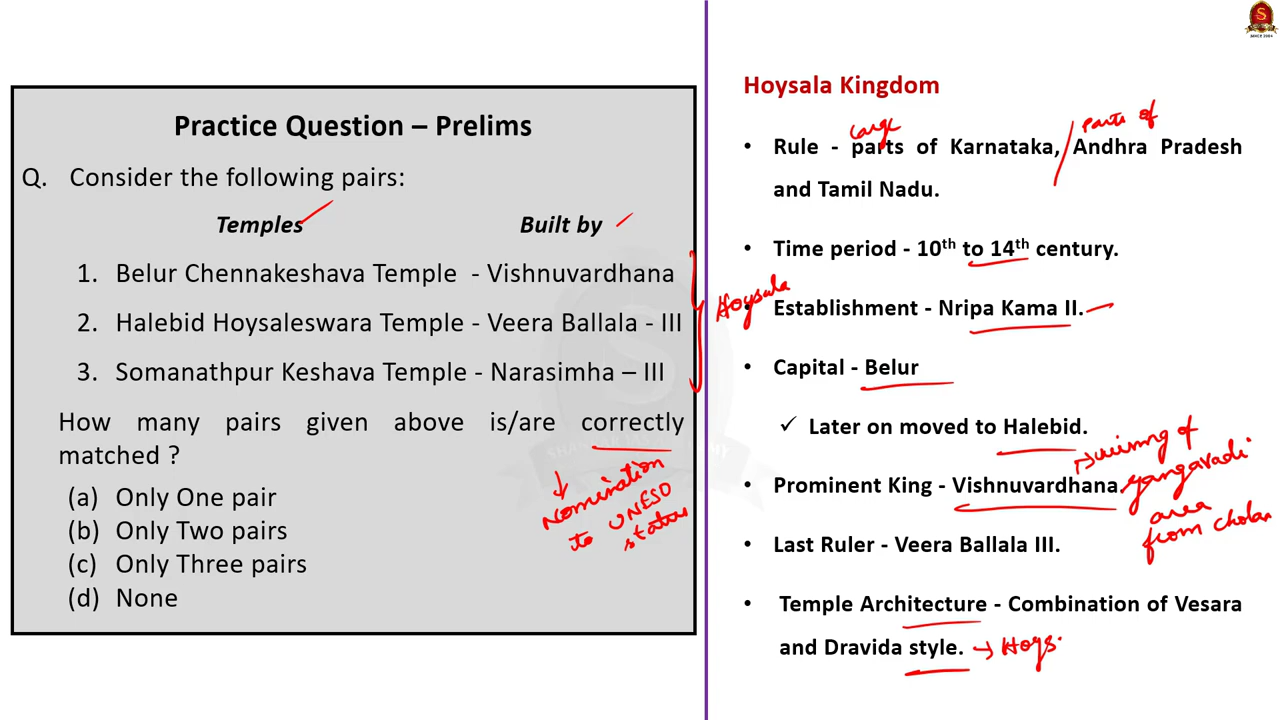 SINCE 2004
Practice Question – Prelims
Q. Consider the following pairs:
Temples Built by
1. Belur Chennakeshava Temple - Vishnuvardhana
2. Halebid Hoysaleswara Temple - Veera Ballala - III
3. Somanathpur Keshava Temple - Narasimha – III
How many pairs given above is/are correctly
matched ?
(a) Only One pair
(b) Only Two pairs
(c) Only Three pairs
(d) None
Nomination
to UNESO
status
Hoysala
Hoysala Kingdom
large
parts of
• Rule - parts of Karnataka, Andhra Pradesh
and Tamil Nadu.
• Time period - 10th to 14th century.
• Establishment - Nripa Kama II.
• Capital - Belur
✓ Later on moved to Halebid.
• Prominent King - Vishnuvardhana.
gangavadi
area
from cholas
• Last Ruler - Veera Ballala III.
• Temple Architecture - Combination of Vesara
and Dravida style. → Hoys